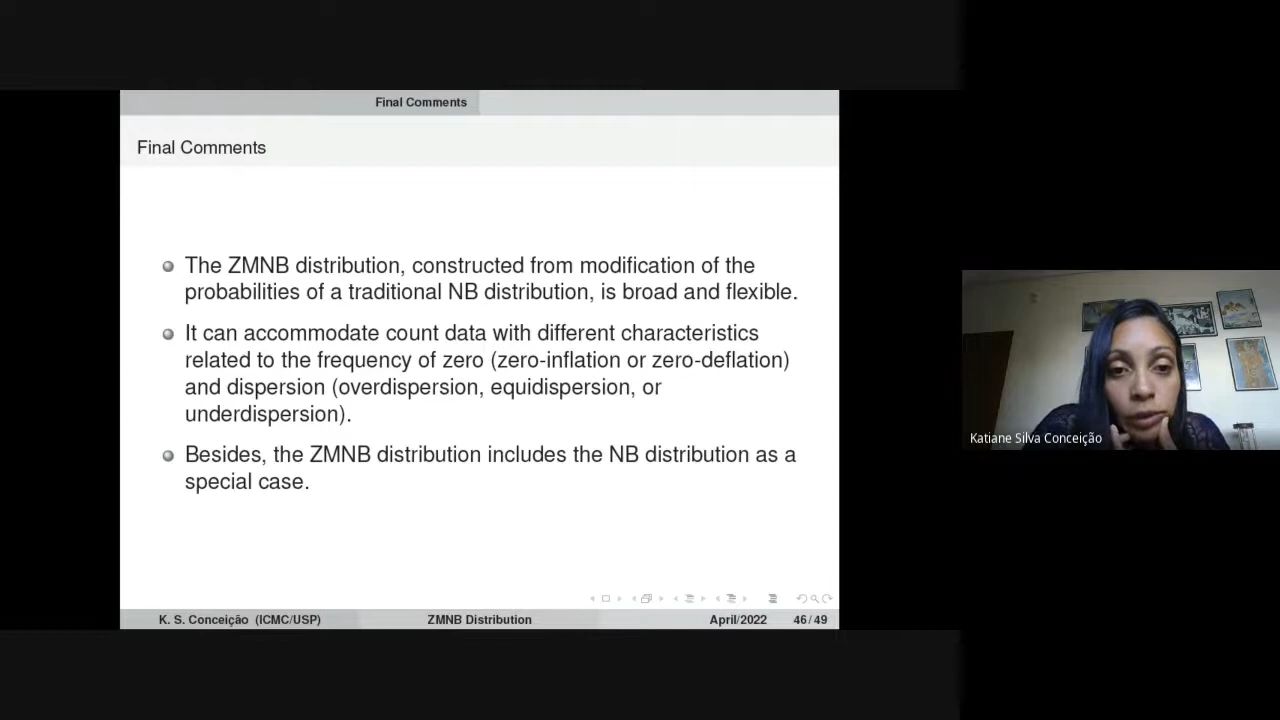 Final Comments
Final Comments
The ZMNB distribution, constructed from modification of the
probabilities of a traditional NB distribution, is broad and flexible.
It can accommodate count data with different characteristics
related to the frequency of zero (zero-inflation or zero-deflation)
and dispersion (overdispersion, equidispersion, or
underdispersion).
Besides, the ZMNB distribution includes the NB distribution as a
special case.
K. S. Conceição (ICMC/USP) ZMNB Distribution April/2022 46/49
Katiane Silva Conceição